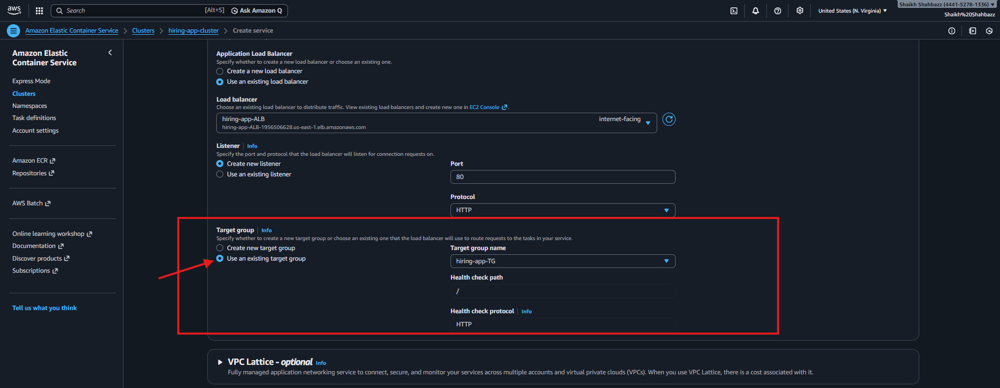 aws
Search
[Alt+S]
Ask Amazon Q
United States (N. Virginia)
Shaikh Shahbazz (4441-5278-1336)
Shaikh%20Shahbazz
Amazon Elastic Container Service
Clusters
hiring-app-cluster
Create service
Amazon Elastic
Container Service
Express Mode
Clusters
Namespaces
Task definitions
Account settings
Amazon ECR
Repositories
AWS Batch
Online learning workshop
Documentation
Discover products
Subscriptions
Tell us what you think
Application Load Balancer
Specify whether to create a new load balancer or choose an existing one.
Create a new load balancer
Use an existing load balancer
Load balancer
Choose an existing load balancer to distribute traffic. View existing load balancers and create new one in EC2 Console.
hiring-app-ALB
internet-facing
hiring-app-ALB-1956506628.us-east-1.elb.amazonaws.com
Listener Info
Specify the port and protocol that the load balancer will listen for connection requests on.
Create new listener
Use an existing listener
Port
80
Protocol
HTTP
Target group Info
Specify whether to create a new target group or choose an existing one that the load balancer will use to route requests to the tasks in your service.
Create new target group
Use an existing target group
Target group name
hiring-app-TG
Health check path
/
Health check protocol Info
HTTP
VPC Lattice - optional Info
Fully managed application networking service to connect, secure, and monitor your services across multiple accounts and virtual private clouds (VPCs). When you use VPC Lattice, there is a cost associated with it.